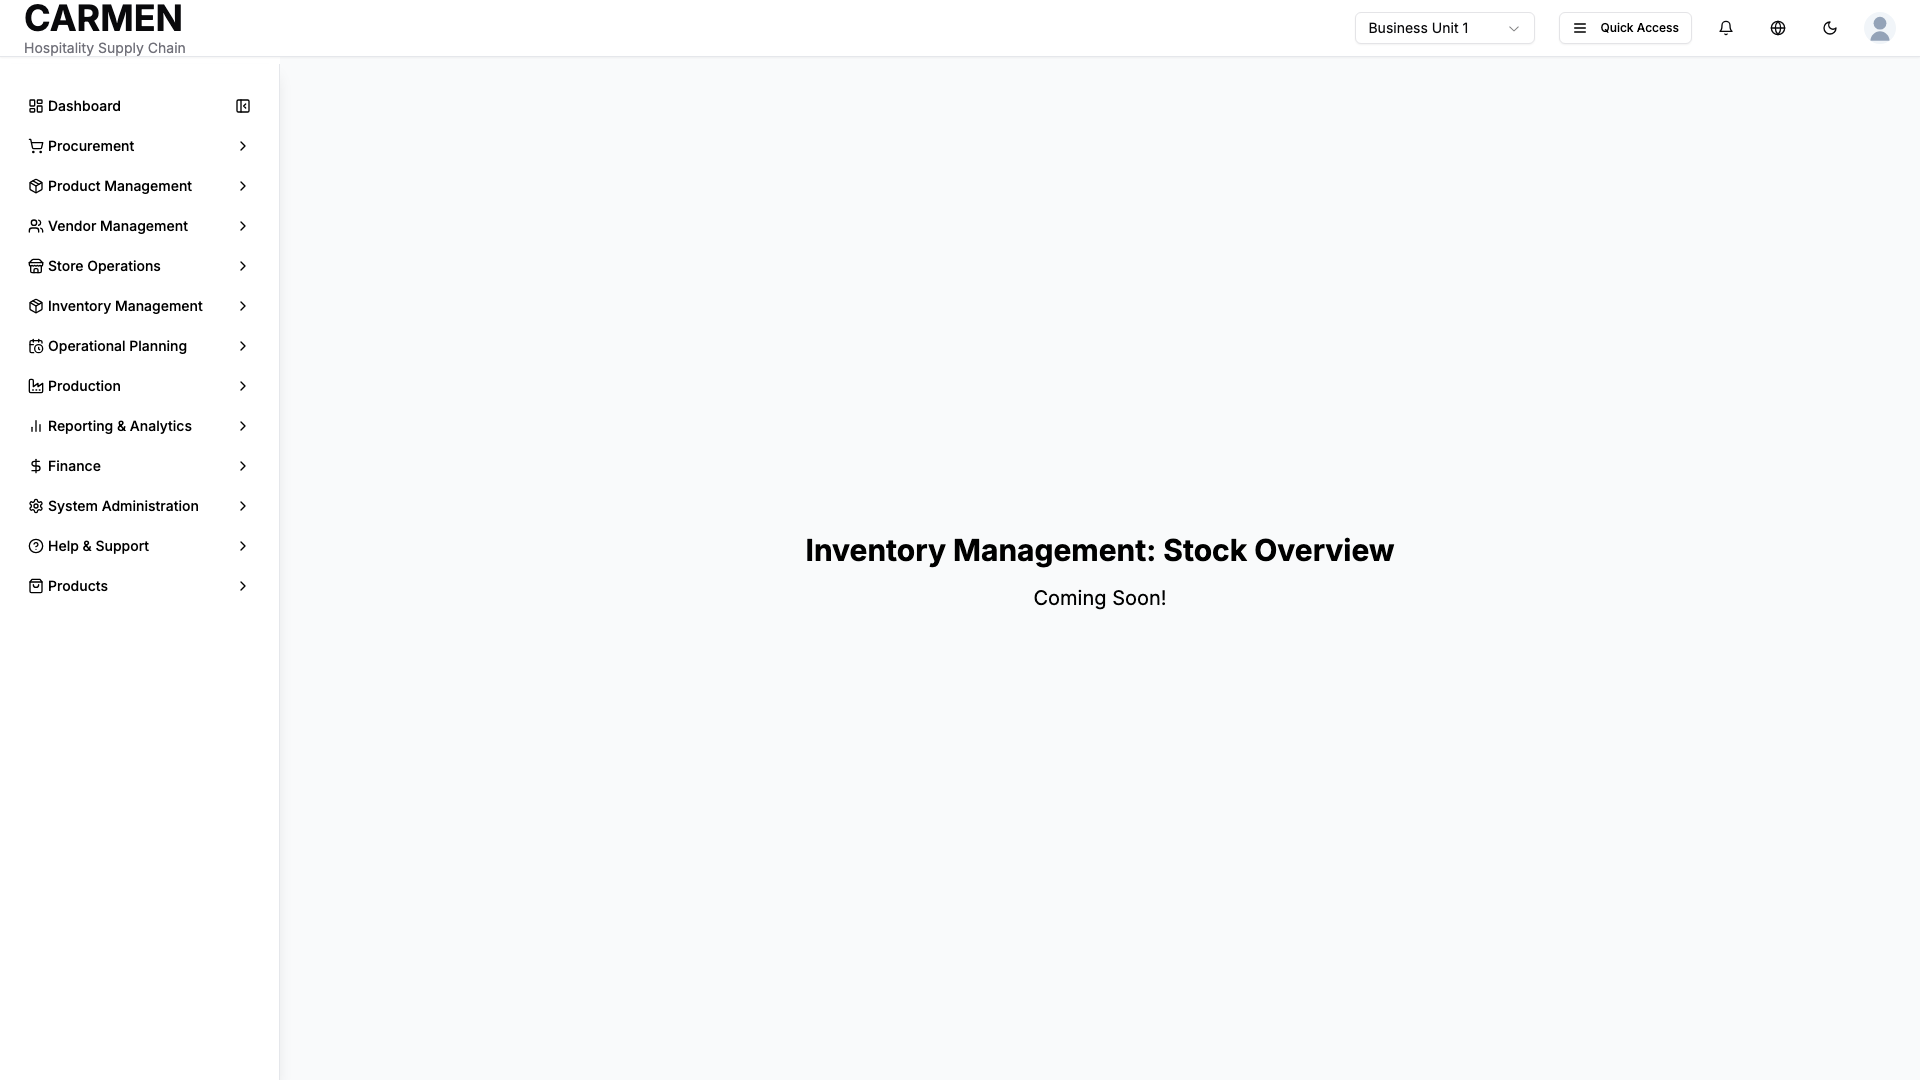 CARMEN
Hospitality Supply Chain
Business Unit 1
Quick Access
Dashboard
Procurement
Product Management
Vendor Management
Store Operations
Inventory Management
Operational Planning
Production
Reporting & Analytics
Finance
System Administration
Help & Support
Products
Inventory Management: Stock Overview
Coming Soon!